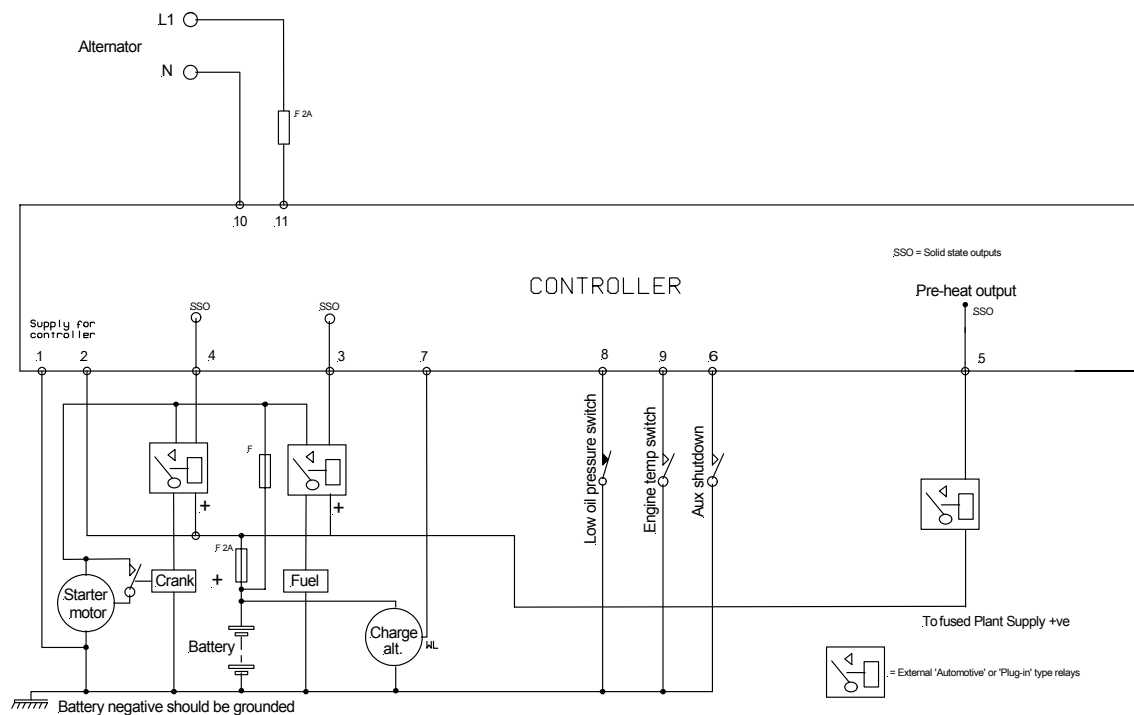 L1
Alternator
N
F 2A
10
11
SSO = Solid state outputs
CONTROLLER
Pre-heat output
SSO
SSO
SSO
Supply for
controller
1
2
4
3
7
8
9
6
5
F
Low oil pressure switch
Engine temp switch
Aux shutdown
+
+
F 2A
+
Crank
Fuel
Starter
motor
To fused Plant Supply +ve
Charge
alt.
WL
Battery
= External 'Automotive' or 'Plug-in' type relays
Battery negative should be grounded